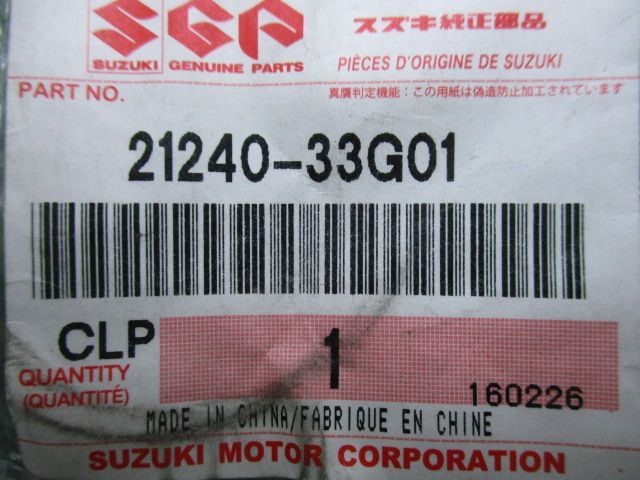 SGP
スズキ純正部品
SUZUKI GENUINE PARTS
PIÈCES D'ORIGINE DE SUZUKI
PART NO.
真贋判定機能：この用紙は偽造防止加工されています
21240-33G01
CLP
QUANTITY
(QUANTITÉ)
1
160226
MADE IN CHINA/FABRIQUE EN CHINE
SUZUKI MOTOR CORPORATION